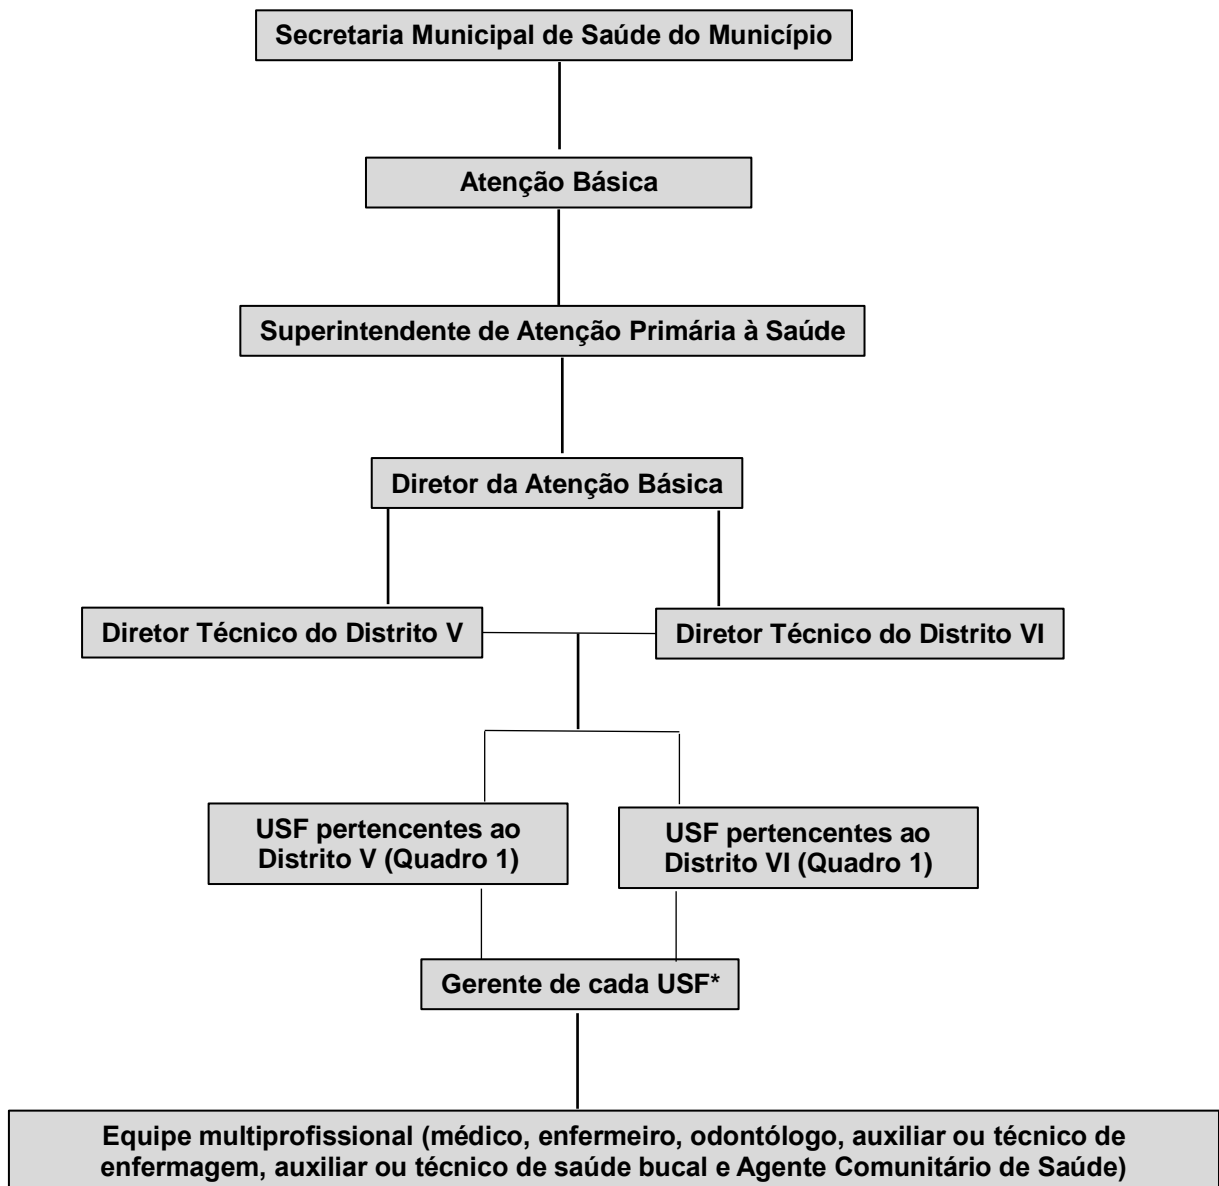 Secretaria Municipal de Saúde do Município
Atenção Básica
Superintendente de Atenção Primária à Saúde
Diretor da Atenção Básica
Diretor Técnico do Distrito V
Diretor Técnico do Distrito VI
USF pertencentes ao
Distrito V (Quadro 1)
USF pertencentes ao
Distrito VI (Quadro 1)
Gerente de cada USF*
Equipe multiprofissional (médico, enfermeiro, odontólogo, auxiliar ou técnico de
enfermagem, auxiliar ou técnico de saúde bucal e Agente Comunitário de Saúde)